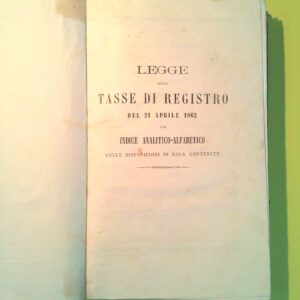 LEGGE
SULLE
TASSE DI REGISTRO
DEL 21 APRILE 1862
CON
INDICE ANALITICO-ALFABETICO
DELLE DISPOSIZIONI IN ESSA CONTENUTE